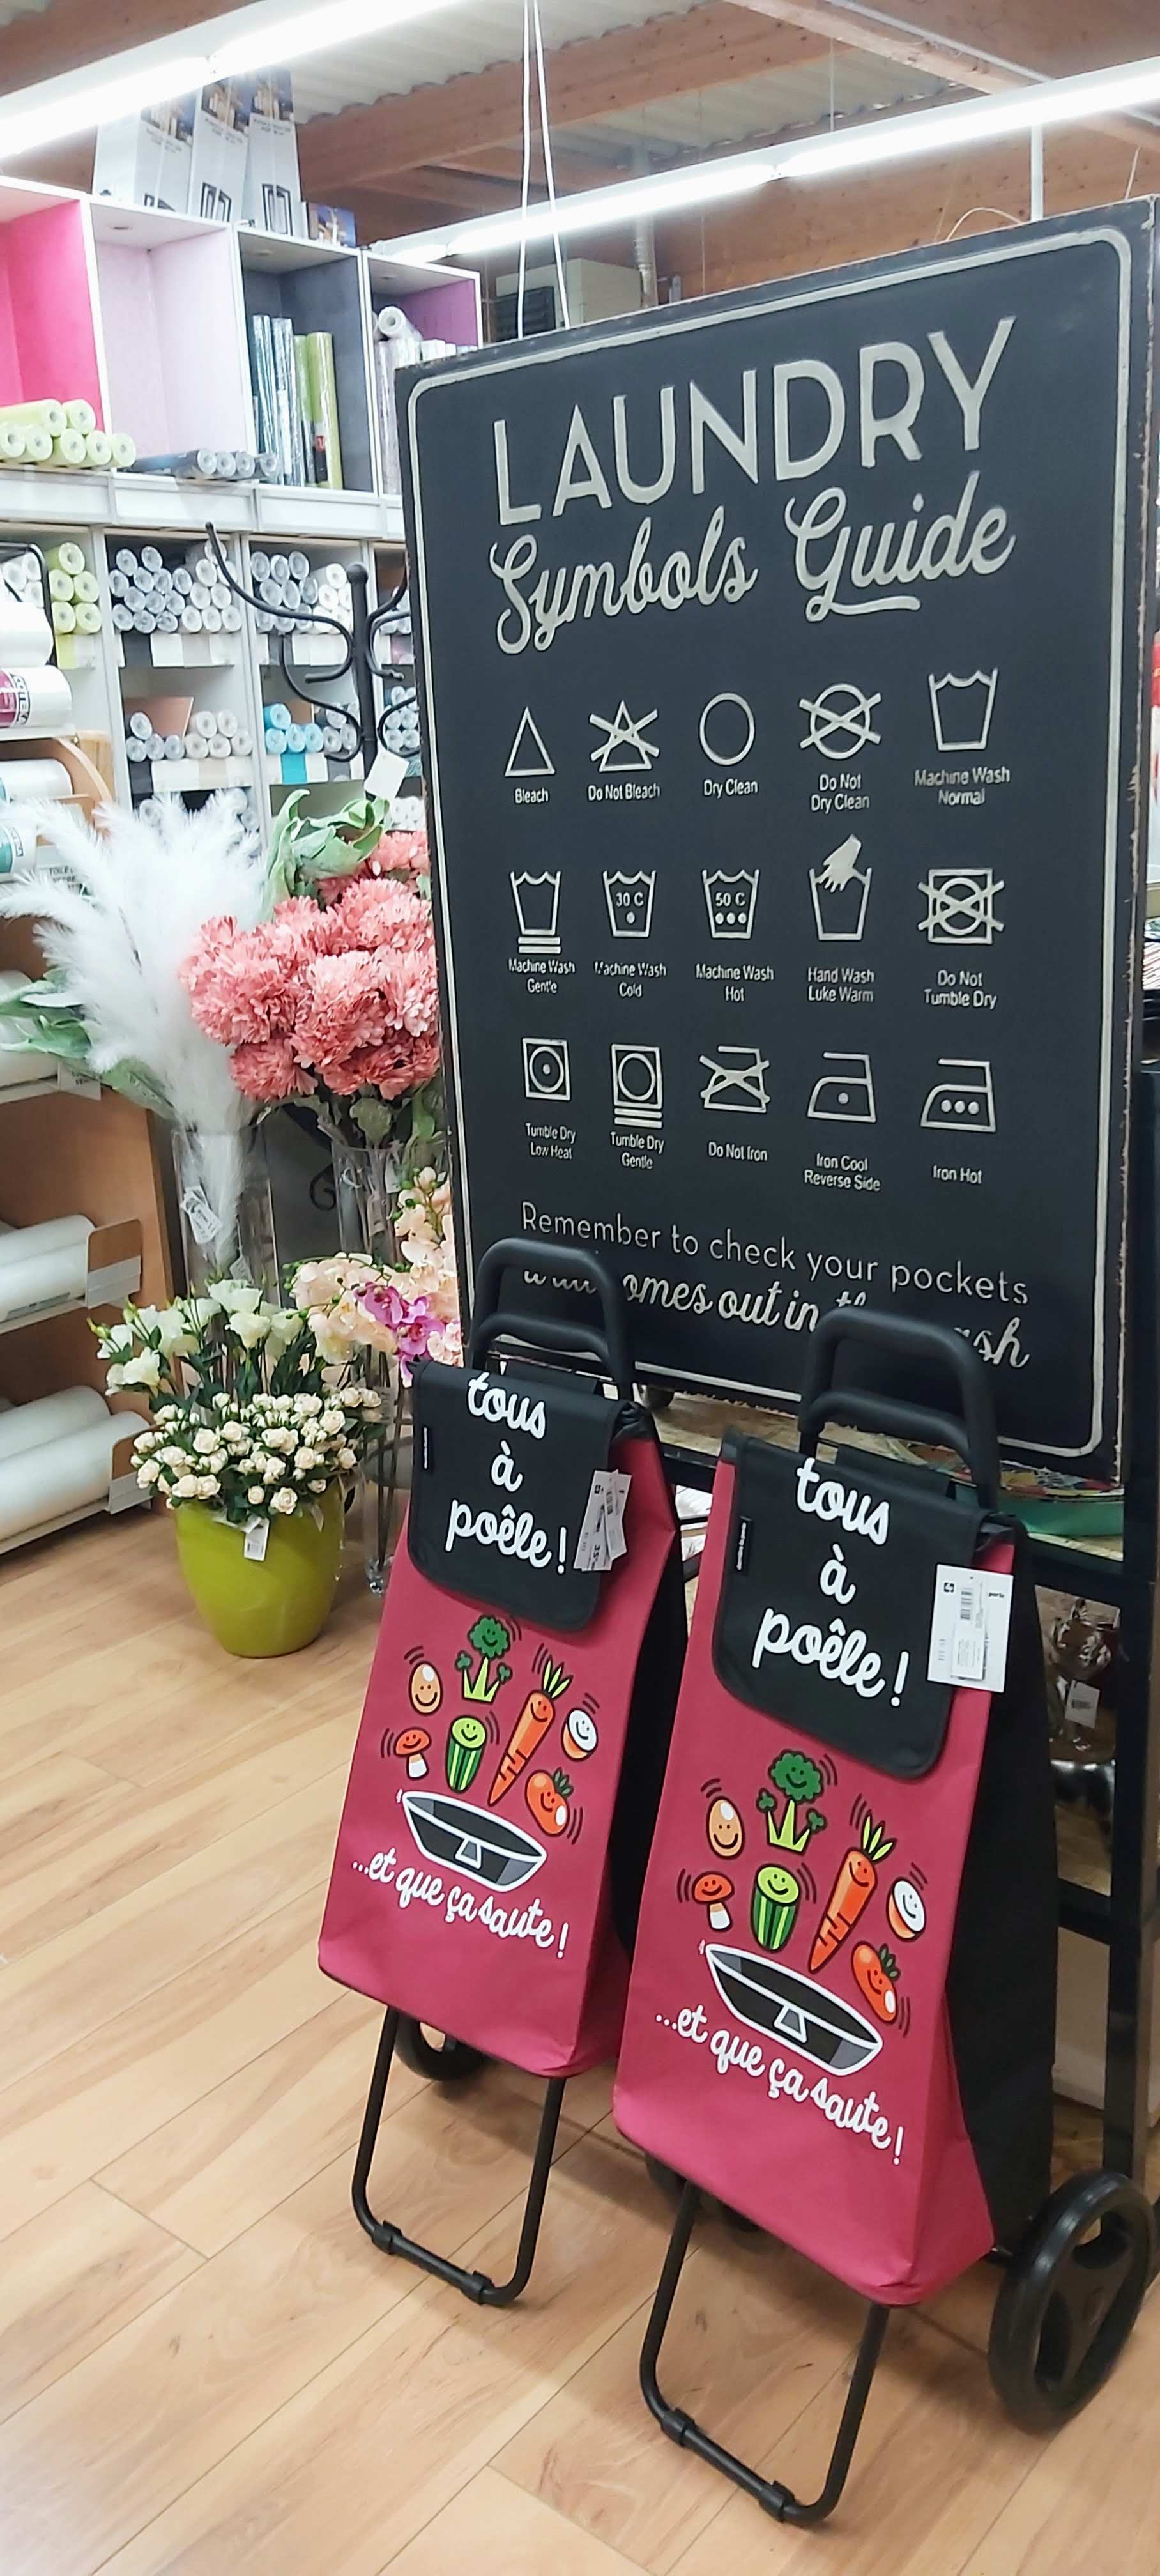 LAUNDRY
Symbols Guide
Bleach
Do Not Bleach
Dry Clean
Do Not
Dry Clean
Machine Wash
Normal
Machine Wash
Gentle
30 C
Machine Wash
Cold
50 C
Machine Wash
Hot
Hand Wash
Luke Warm
Do Not
Tumble Dry
Tumble Dry
Low Heat
Tumble Dry
Gentle
Do Not Iron
Iron Cool
Reverse Side
Iron Hot
Remember to check your pockets
omes out in
tous
à
poêle !
...et que ça saute !
tous
à
poêle !
...et que ça saute !